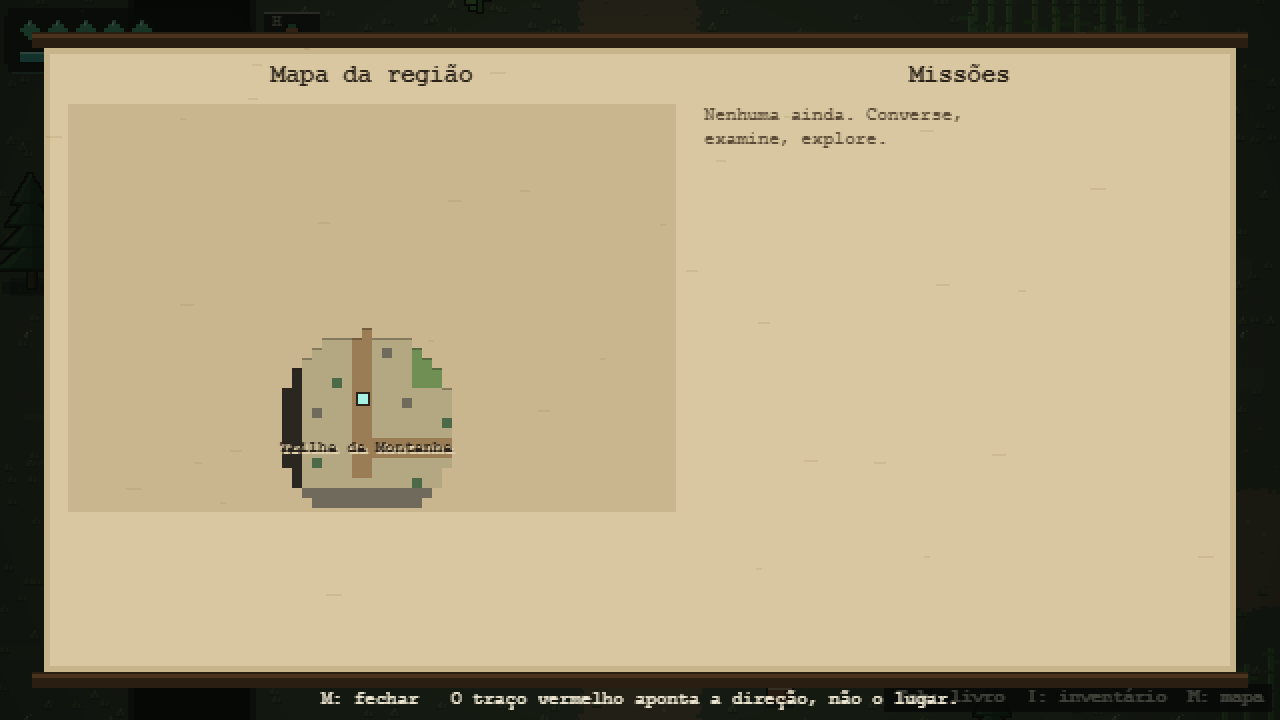 H
Mapa da região
Missões
Nenhuma ainda. Converse,
examine, explore.
Trilha da Montanha
M: fechar O traço vermelho aponta a direção, não o lugar.
livro I: inventário M: mapa